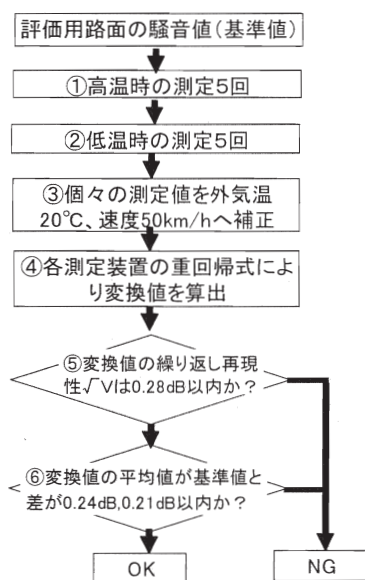 評価用路面の騒音値(基準値)
①高温時の測定5回
②低温時の測定5回
③個々の測定値を外気温
20℃、速度50km/hへ補正
④各測定装置の重回帰式によ
り変換値を算出
⑤変換値の繰り返し再現
性√Vは0.28dB以内か?
⑥変換値の平均値が基準値と
差が0.24dB,0.21dB以内か?
OK
NG